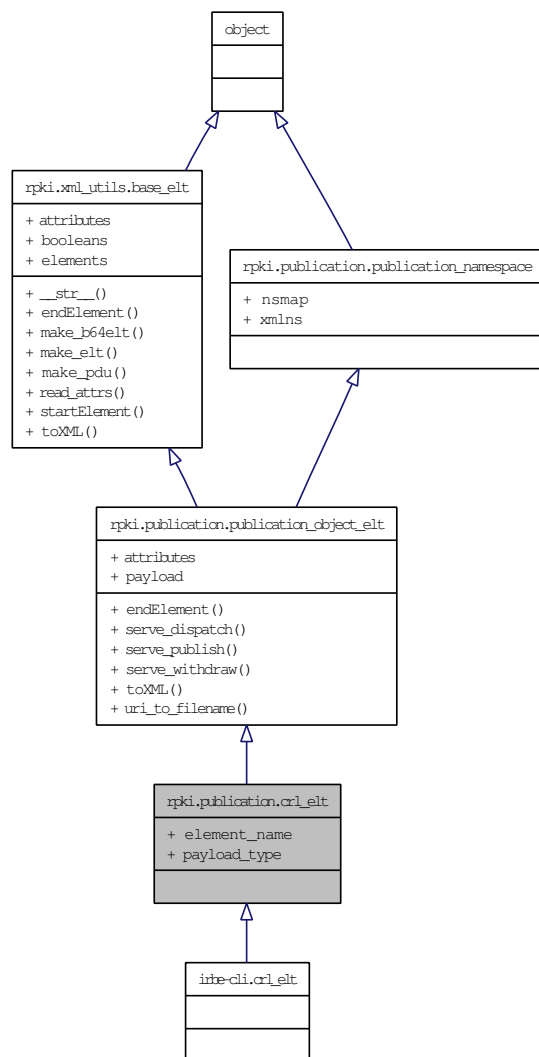 object
rpki.xml_utils.base_elt
+ attributes
+ booleans
+ elements
+ __str__()
+ endElement()
+ make_b64elt()
+ make_elt()
+ make_pdu()
+ read_attrs()
+ startElement()
+ toXML()
rpki.publication.publication_namespace
+ nsmap
+ xmlns
rpki.publication.publication_object_elt
+ attributes
+ payload
+ endElement()
+ serve_dispatch()
+ serve_publish()
+ serve_withdraw()
+ toXML()
+ uri_to_filename()
rpki.publication.crl_elt
+ element_name
+ payload_type
irbe-cli.crl_elt